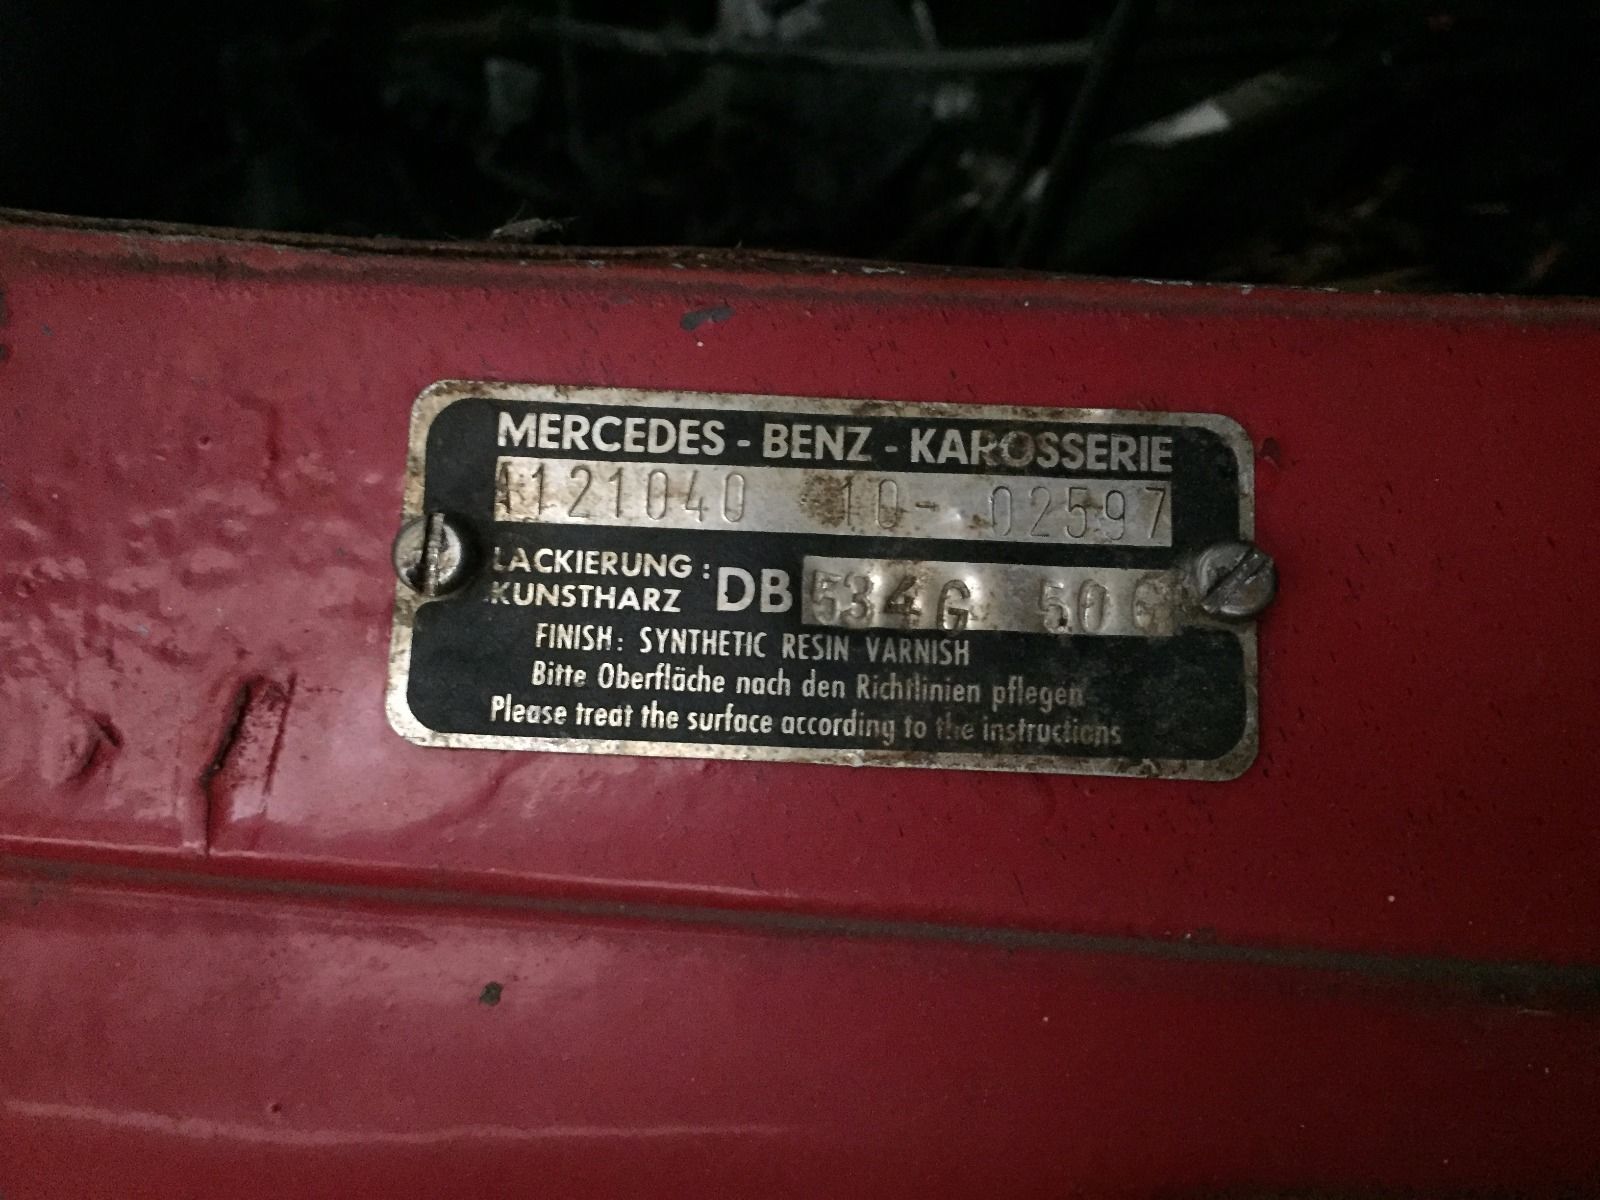 MERCEDES - BENZ - KAROSSERIE
1121040 10- 02597
LACKIERUNG :
KUNSTHARZ DB 534G 50 G
FINISH: SYNTHETIC RESIN VARNISH
Bitte Oberfläche nach den Richtlinien pflegen
Please treat the surface according to the instructions